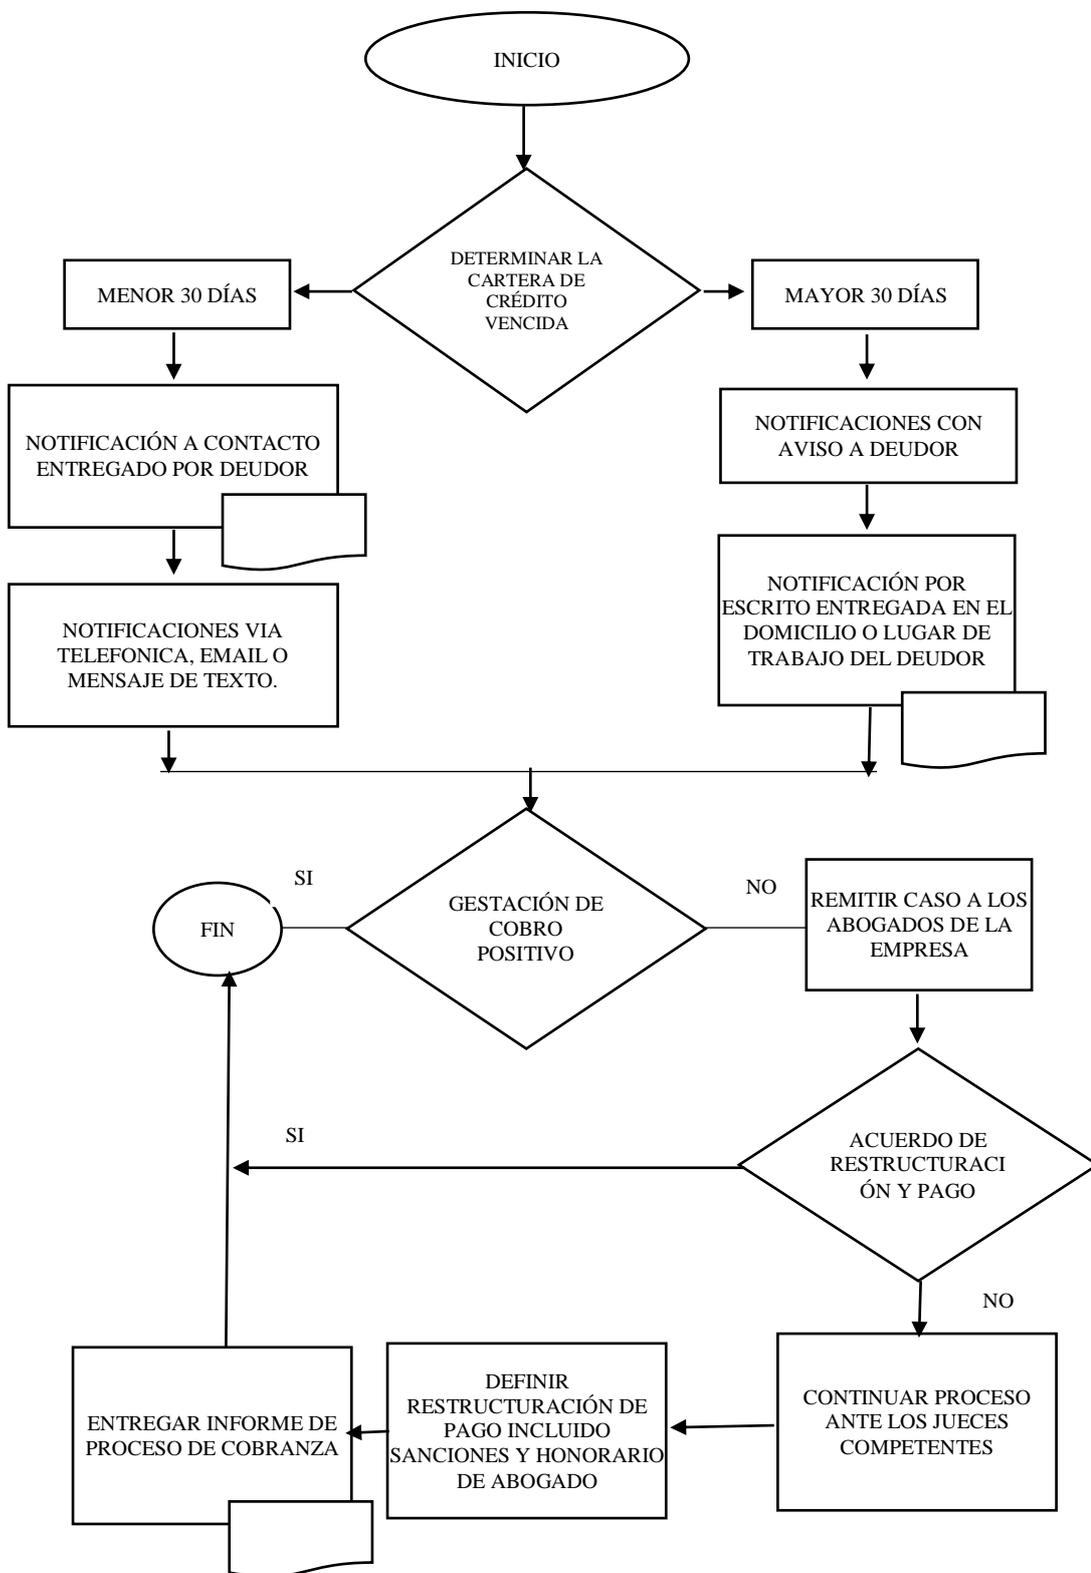 INICIO
DETERMINAR LA
CARTERA DE
CRÉDITO
VENCIDA
MENOR 30 DÍAS
MAYOR 30 DÍAS
NOTIFICACIÓN A CONTACTO
ENTREGADO POR DEUDOR
NOTIFICACIONES CON
AVISO A DEUDOR
NOTIFICACIONES VIA
TELEFONICA, EMAIL O
MENSAJE DE TEXTO.
NOTIFICACIÓN POR
ESCRITO ENTREGADA EN EL
DOMICILIO O LUGAR DE
TRABAJO DEL DEUDOR
SI
NO
FIN
GESTACIÓN DE
COBRO
POSITIVO
REMITIR CASO A LOS
ABOGADOS DE LA
EMPRESA
SI
ACUERDO DE
RESTRUCTURACI
ÓN Y PAGO
NO
ENTREGAR INFORME DE
PROCESO DE COBRANZA
DEFINIR
RESTRUCTURACIÓN DE
PAGO INCLUIDO
SANCIONES Y HONORARIO
DE ABOGADO
CONTINUAR PROCESO
ANTE LOS JUECES
COMPETENTES